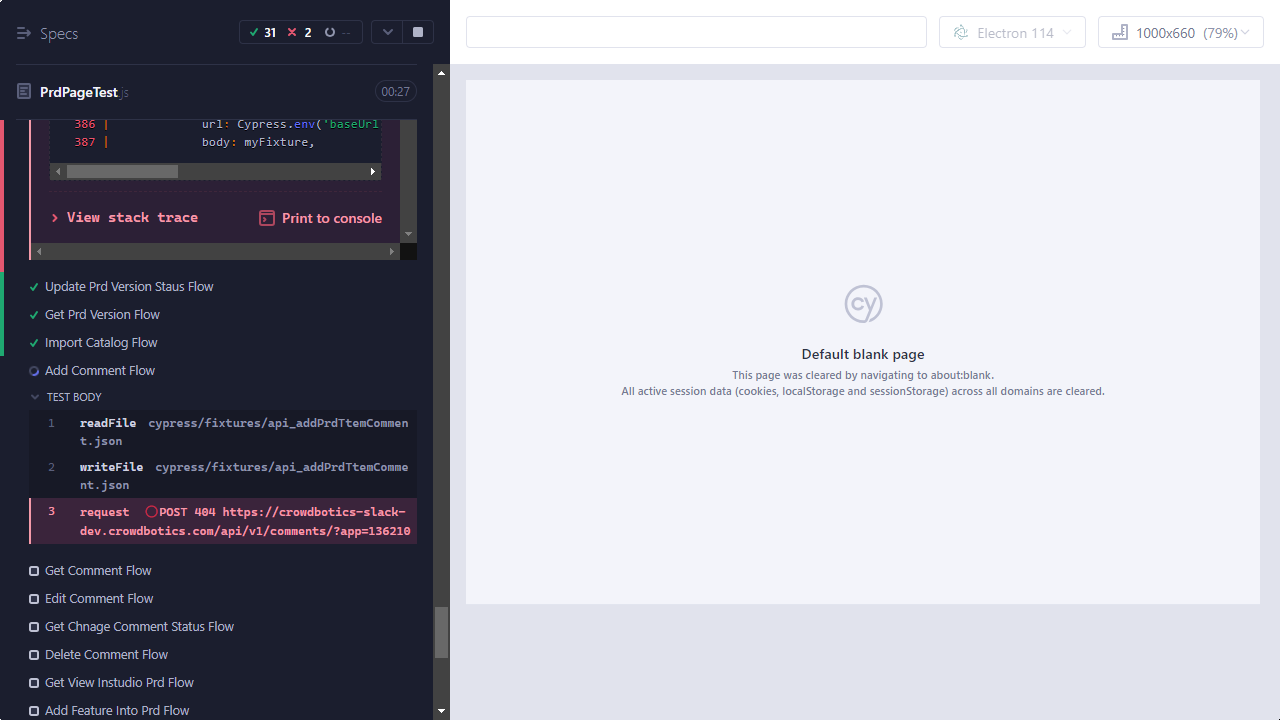 Specs
31
2
--
Electron 114
1000x660 (79%)
PrdPageTest.js
00:27
386 | url: Cypress.env('baseUrl
387 | body: myFixture,
View stack trace
Print to console
Update Prd Version Staus Flow
Get Prd Version Flow
Import Catalog Flow
Add Comment Flow
TEST BODY
1 readFile cypress/fixtures/api_addPrdTtemCommen
t.json
2 writeFile cypress/fixtures/api_addPrdTtemComme
nt.json
3 request POST 404 https://crowdbotics-slack-
dev.crowdbotics.com/api/v1/comments/?app=136210
Get Comment Flow
Edit Comment Flow
Get Chnage Comment Status Flow
Delete Comment Flow
Get View Instudio Prd Flow
Add Feature Into Prd Flow
cy
Default blank page
This page was cleared by navigating to about:blank.
All active session data (cookies, localStorage and sessionStorage) across all domains are cleared.